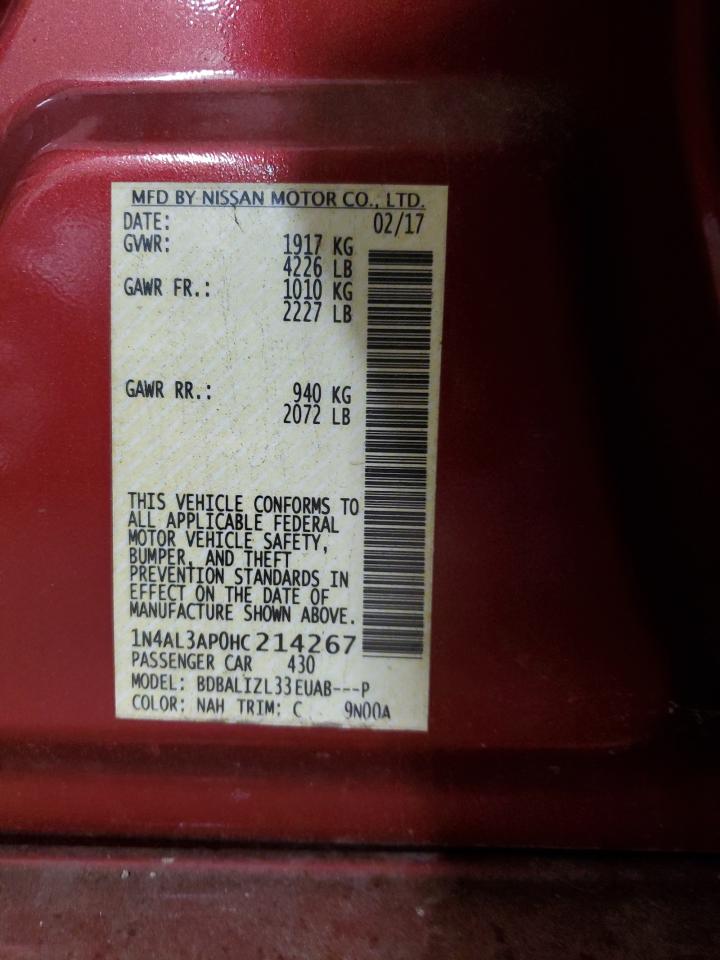 MFD BY NISSAN MOTOR CO., LTD.
DATE: 02/17
GVWR: 1917 KG
4226 LB
GAWR FR.: 1010 KG
2227 LB
GAWR RR.: 940 KG
2072 LB
THIS VEHICLE CONFORMS TO
ALL APPLICABLE FEDERAL
MOTOR VEHICLE SAFETY,
BUMPER, AND THEFT
PREVENTION STANDARDS IN
EFFECT ON THE DATE OF
MANUFACTURE SHOWN ABOVE.
1N4AL3AP0HC214267
PASSENGER CAR 430
MODEL: BDBALIZL33EUAB---P
COLOR: NAH TRIM: C 9N00A